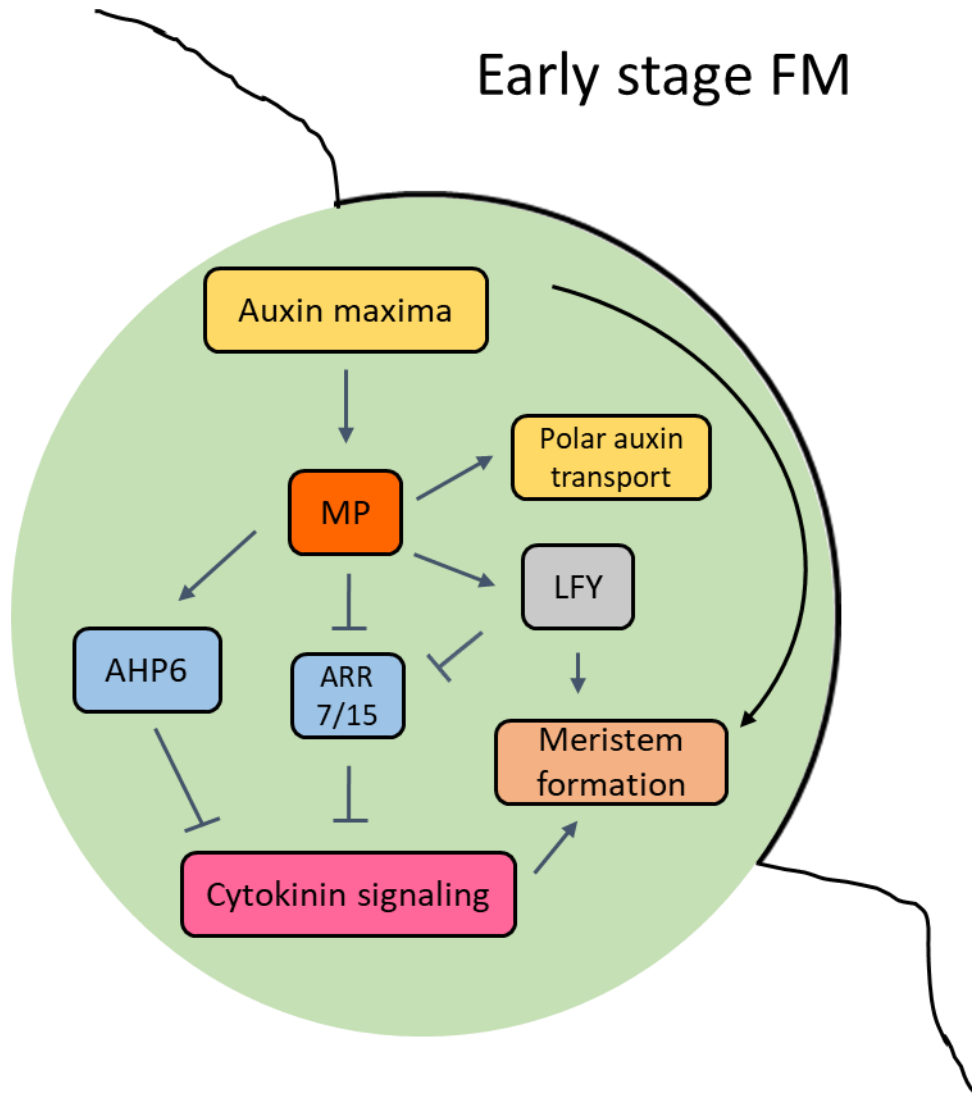 Early stage FM
Auxin maxima
Polar auxin
transport
MP
LFY
AHP6
ARR
7/15
Meristem
formation
Cytokinin signaling